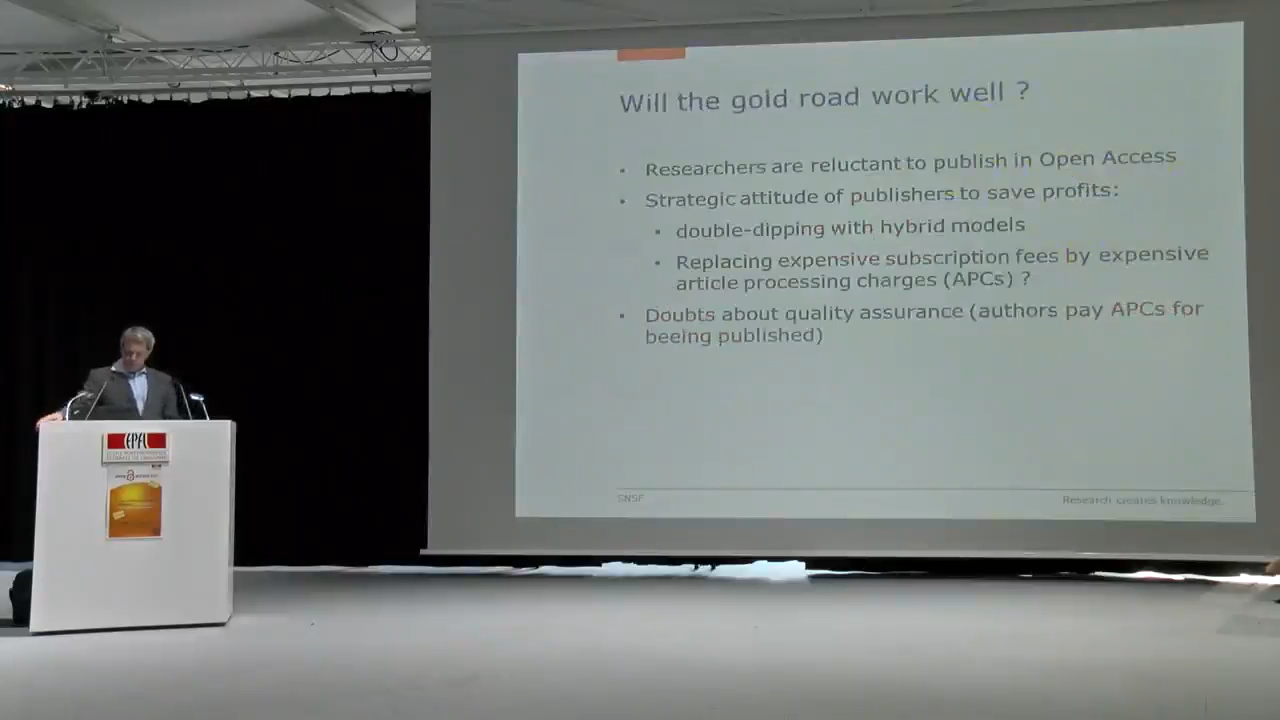 Will the gold road work well ?
• Researchers are reluctant to publish in Open Access
• Strategic attitude of publishers to save profits:
• double-dipping with hybrid models
• Replacing expensive subscription fees by expensive
article processing charges (APCs) ?
• Doubts about quality assurance (authors pay APCs for
beeing published)
SNSF
Research creates knowledge.
EPFL